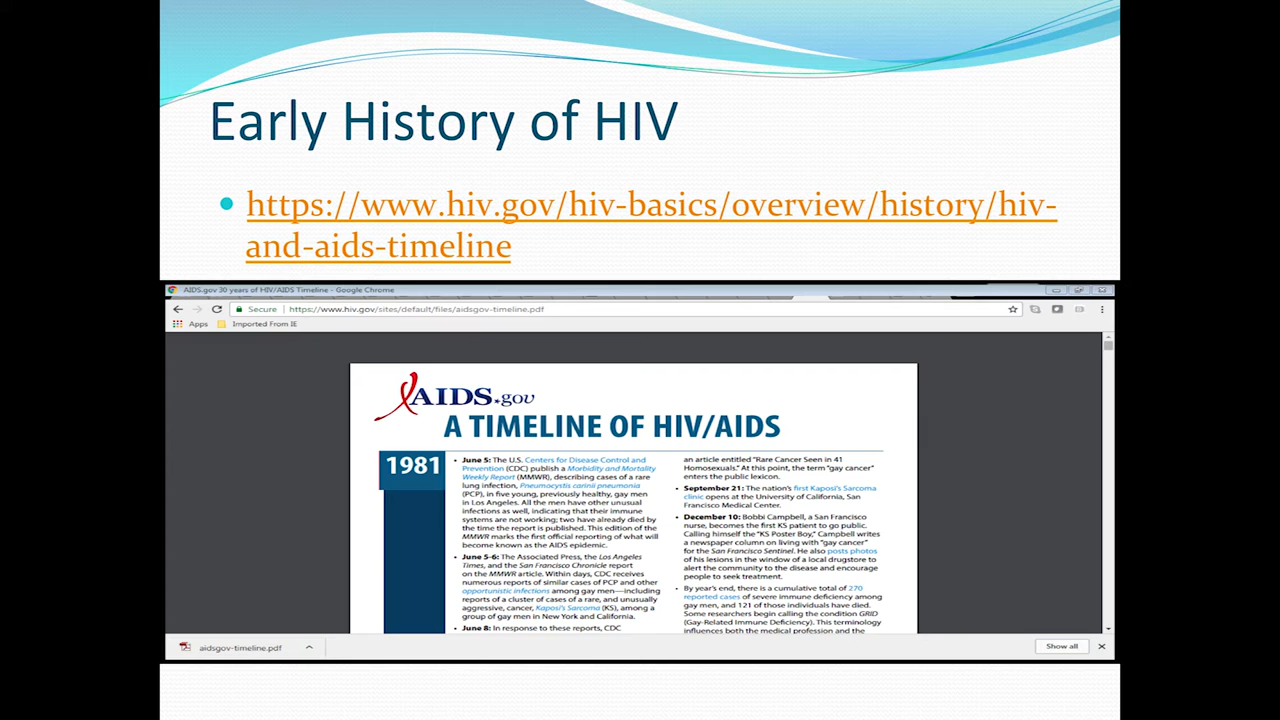 Early History of HIV
• https://www.hiv.gov/hiv-basics/overview/history/hiv-
and-aids-timeline
AIDS.gov 30 years of HIV/AIDS Timeline - Google Chrome
Secure https://www.hiv.gov/sites/default/files/aidsgov-timeline.pdf
Apps Imported From IE
AIDS.gov
A TIMELINE OF HIV/AIDS
1981
• June 5: The U.S. Centers for Disease Control and
Prevention (CDC) publish a Morbidity and Mortality
Weekly Report (MMWR), describing cases of a rare
lung infection, Pneumocystis carinii pneumonia
(PCP), in five young, previously healthy, gay men
in Los Angeles. All the men have other unusual
infections as well, indicating that their immune
systems are not working; two have already died by
the time the report is published. This edition of the
MMWR marks the first official reporting of what will
become known as the AIDS epidemic.
• June 5-6: The Associated Press, the Los Angeles
Times, and the San Francisco Chronicle report
on the MMWR article. Within days, CDC receives
numerous reports of similar cases of PCP and other
opportunistic infections among gay men—including
reports of a cluster of cases of a rare, and unusually
aggressive, cancer, Kaposi's Sarcoma (KS), among a
group of gay men in New York and California.
• June 8: In response to these reports, CDC
an article entitled "Rare Cancer Seen in 41
Homosexuals." At this point, the term "gay cancer"
enters the public lexicon.
• September 21: The nation's first Kaposi's Sarcoma
clinic opens at the University of California, San
Francisco Medical Center.
• December 10: Bobbi Campbell, a San Francisco
nurse, becomes the first KS patient to go public.
Calling himself the "KS Poster Boy," Campbell writes
a newspaper column on living with "gay cancer"
for the San Francisco Sentinel. He also posts photos
of his lesions in the window of a local drugstore to
alert the community to the disease and encourage
people to seek treatment.
• By year's end, there is a cumulative total of 270
reported cases of severe immune deficiency among
gay men, and 121 of those individuals have died.
Some researchers begin calling the condition GRID
(Gay-Related Immune Deficiency). This terminology
influences both the medical profession and the
aidsgov-timeline.pdf
Show all